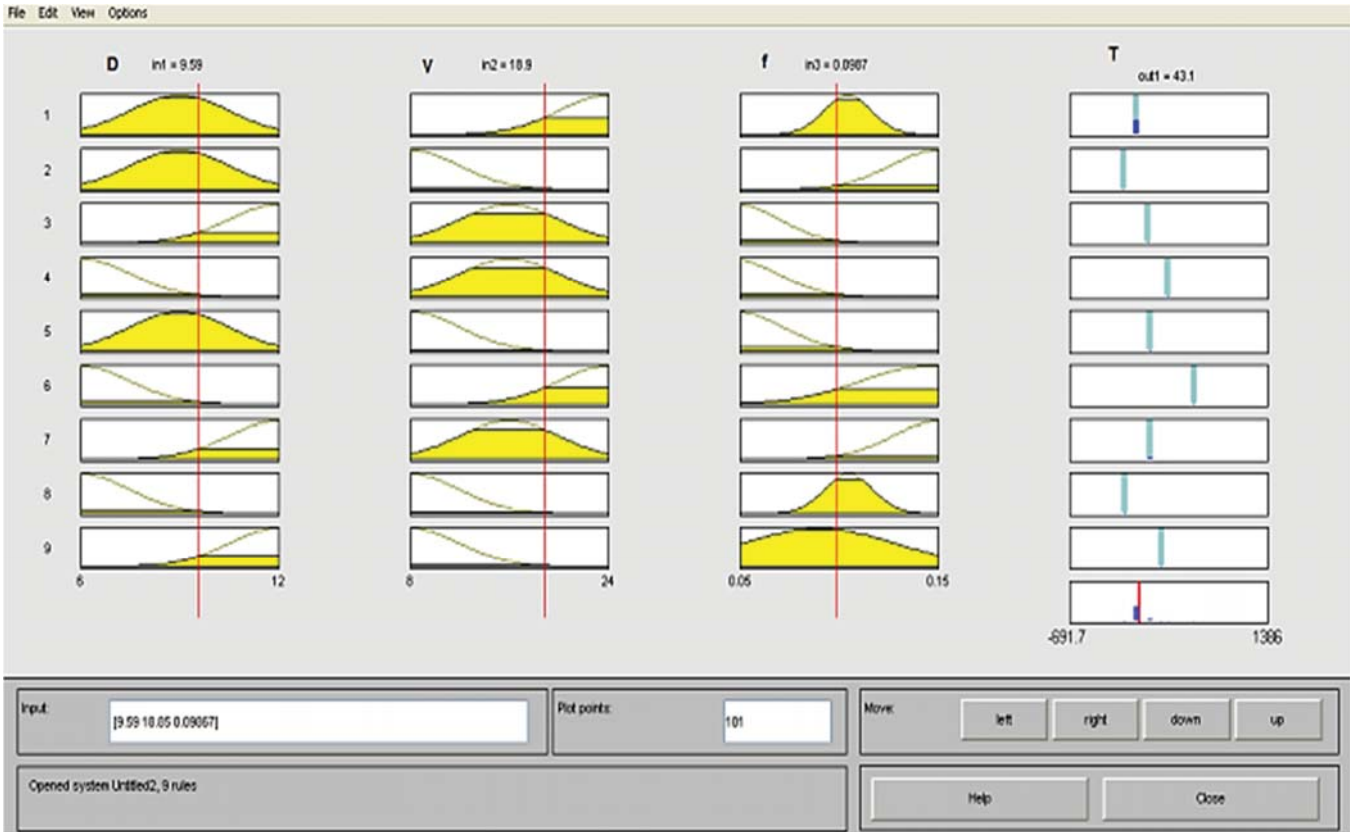 File Edit View Options
D in1 = 9.59 V in2 = 18.9 f in3 = 0.0987 T
out1 = 43.1
1
2
3
4
5
6
7
8
9
6 12 8 24 0.05 0.15
-691.7 1386
Input: [9.59 18.85 0.09867] Plot points: 101 Move: left right down up
Opened system Untitled2, 9 rules Help Close